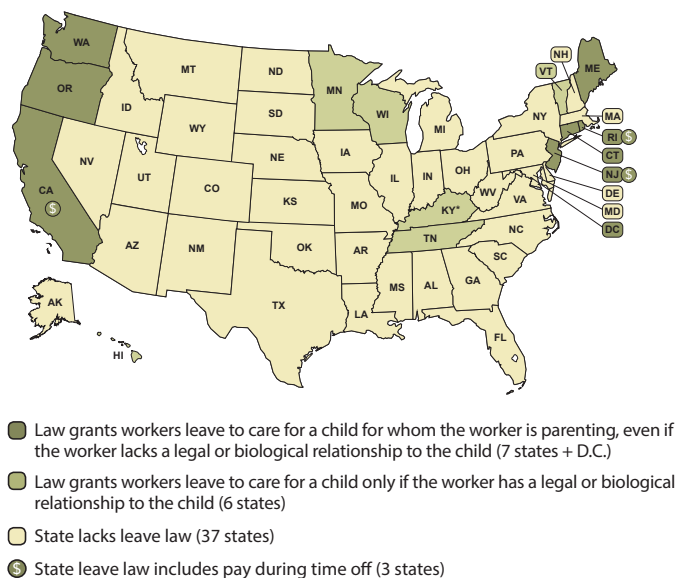 WA
OR
CA
$
NV
ID
MT
WY
UT
AZ
CO
NM
ND
SD
NE
KS
OK
TX
MN
IA
MO
AR
LA
WI
IL
MI
IN
OH
KY*
TN
MS
AL
GA
FL
SC
NC
VA
WV
PA
NY
VT
NH
ME
MA
RI $
CT
NJ $
DE
MD
DC
AK
HI
Law grants workers leave to care for a child for whom the worker is parenting, even if
the worker lacks a legal or biological relationship to the child (7 states + D.C.)
Law grants workers leave to care for a child only if the worker has a legal or biological
relationship to the child (6 states)
State lacks leave law (37 states)
$ State leave law includes pay during time off (3 states)